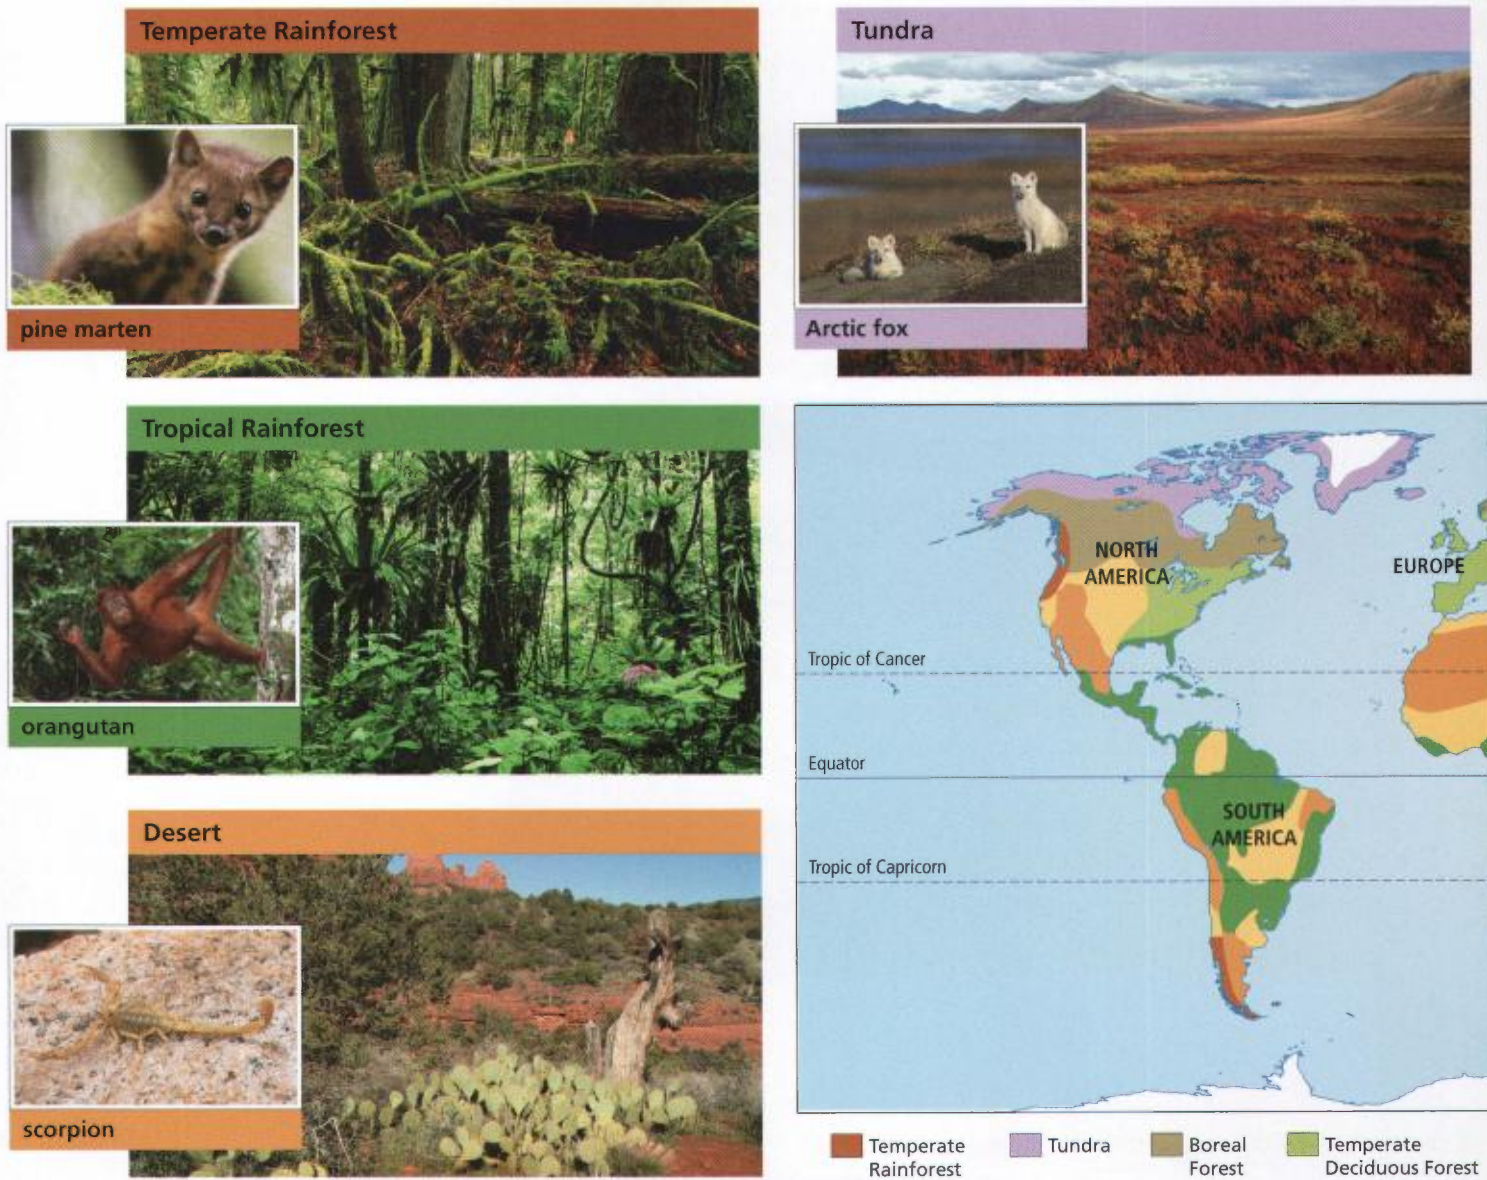 Temperate Rainforest
pine marten
Tundra
Arctic fox
Tropical Rainforest
orangutan
Desert
scorpion
NORTH
AMERICA
EUROPE
Tropic of Cancer
Equator
SOUTH
AMERICA
Tropic of Capricorn
Temperate
Rainforest
Tundra
Boreal
Forest
Temperate
Deciduous Forest